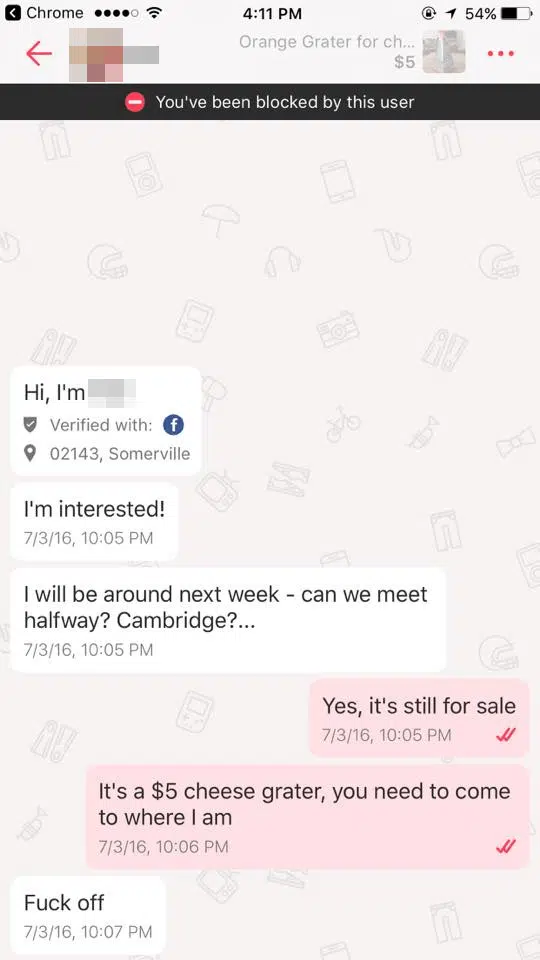 Chrome
4:11 PM
54%
Orange Grater for ch...
$5
You've been blocked by this user
Hi, I'm
Verified with: f
02143, Somerville
I'm interested!
7/3/16, 10:05 PM
I will be around next week - can we meet
halfway? Cambridge?...
7/3/16, 10:05 PM
Yes, it's still for sale
7/3/16, 10:05 PM
It's a $5 cheese grater, you need to come
to where I am
7/3/16, 10:06 PM
Fuck off
7/3/16, 10:07 PM